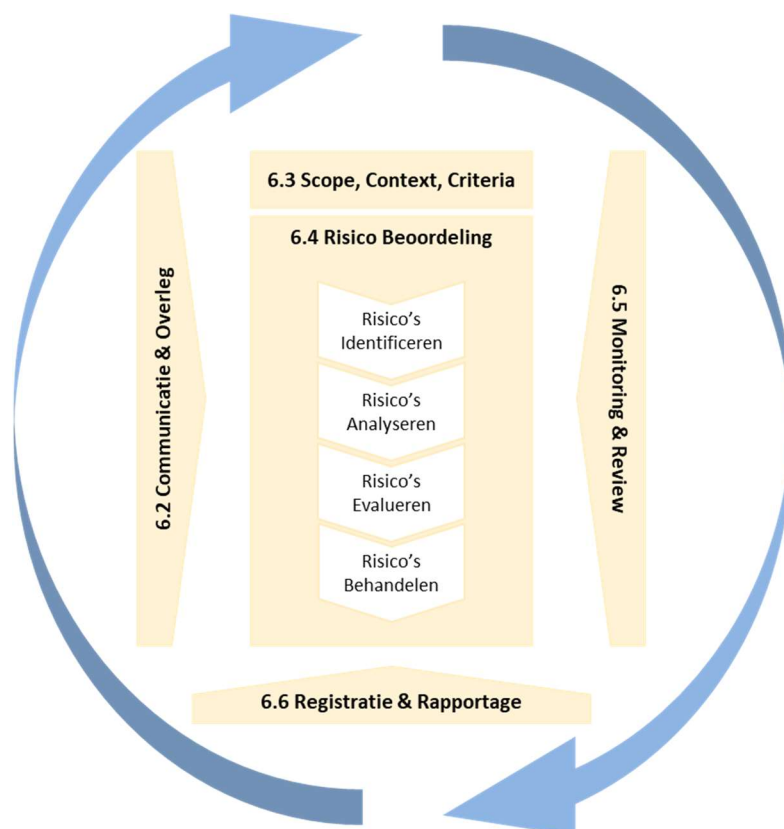 6.3 Scope, Context, Criteria
6.4 Risico Beoordeling
6.2 Communicatie & Overleg
Risico’s
Identificeren
Risico’s
Analyseren
Risico’s
Evalueren
Risico’s
Behandelen
6.5 Monitoring & Review
6.6 Registratie & Rapportage